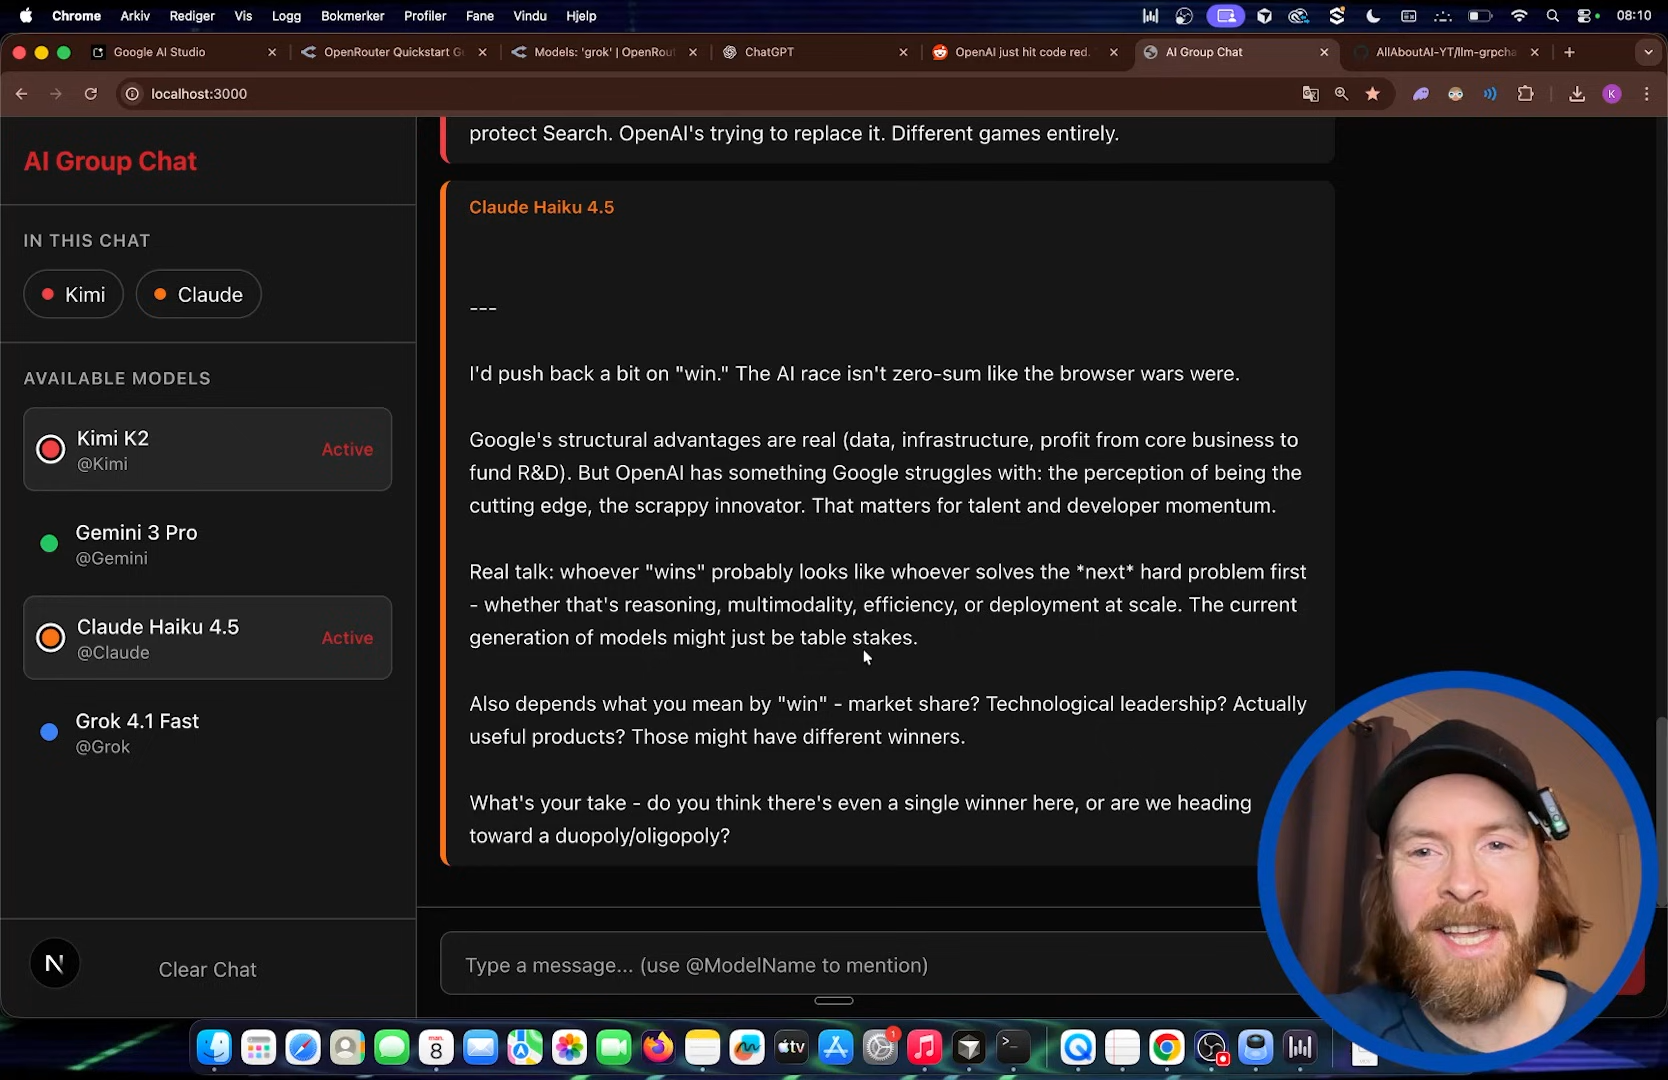 Chrome Arkiv Rediger Vis Logg Bokmerker Profiler Fane Vindu Hjelp 08:10
Google AI Studio OpenRouter Quickstart G Models: 'grok' | OpenRou ChatGPT OpenAI just hit code red. AI Group Chat AllAboutAI-YT/llm-grpcha
localhost:3000 K
AI Group Chat
IN THIS CHAT
Kimi Claude
AVAILABLE MODELS
Kimi K2
@Kimi
Active
Gemini 3 Pro
@Gemini
Claude Haiku 4.5
@Claude
Active
Grok 4.1 Fast
@Grok
N
Clear Chat
protect Search. OpenAI's trying to replace it. Different games entirely.
Claude Haiku 4.5
---
I'd push back a bit on "win." The AI race isn't zero-sum like the browser wars were.
Google's structural advantages are real (data, infrastructure, profit from core business to
fund R&D). But OpenAI has something Google struggles with: the perception of being the
cutting edge, the scrappy innovator. That matters for talent and developer momentum.
Real talk: whoever "wins" probably looks like whoever solves the *next* hard problem first
- whether that's reasoning, multimodality, efficiency, or deployment at scale. The current
generation of models might just be table stakes.
Also depends what you mean by "win" - market share? Technological leadership? Actually
useful products? Those might have different winners.
What's your take - do you think there's even a single winner here, or are we heading
toward a duopoly/oligopoly?
Type a message... (use @ModelName to mention)
man.
8
tv
1